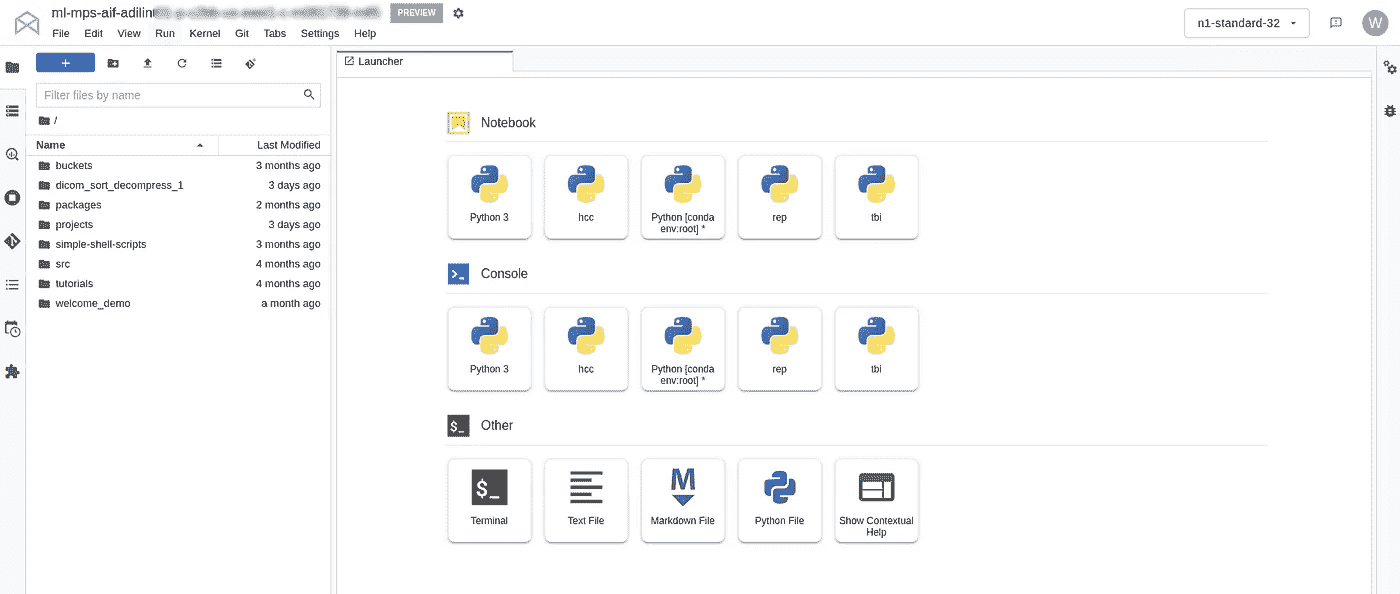 ml-mps-aif-adilin
PREVIEW
n1-standard-32
W
File Edit View Run Kernel Git Tabs Settings Help
+
Launcher
Filter files by name
/
Name Last Modified
buckets 3 months ago
dicom_sort_decompress_1 3 days ago
packages 2 months ago
projects 3 days ago
simple-shell-scripts 3 months ago
src 4 months ago
tutorials 4 months ago
welcome_demo a month ago
Notebook
Python 3
hcc
Python [conda
env:root] *
rep
tbi
>_ Console
Python 3
hcc
Python [conda
env:root] *
rep
tbi
$_ Other
$_
Terminal
Text File
M
Markdown File
Python File
Show Contextual
Help